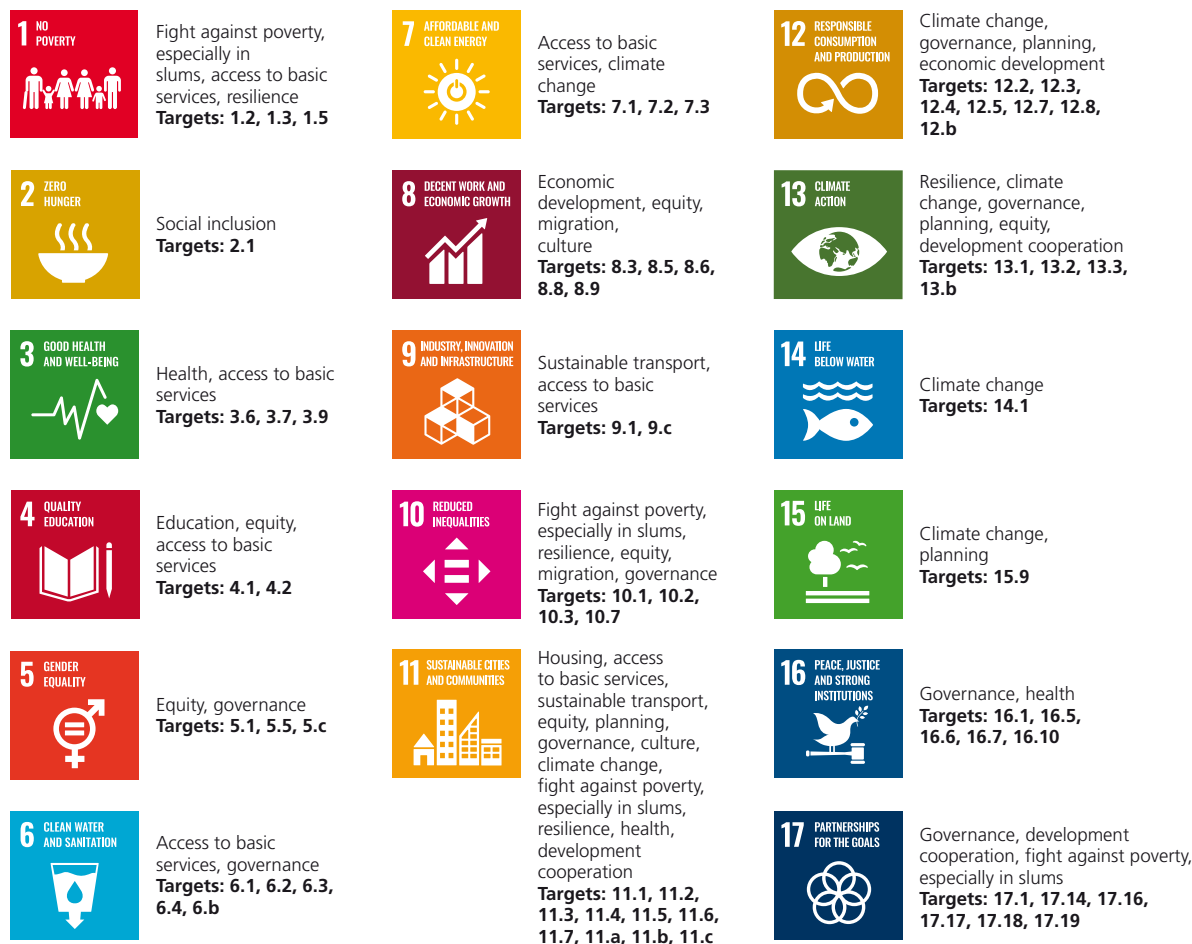 1 NO
POVERTY
Fight against poverty,
especially in
slums, access to basic
services, resilience
Targets: 1.2, 1.3, 1.5
2 ZERO
HUNGER
Social inclusion
Targets: 2.1
3 GOOD HEALTH
AND WELL-BEING
Health, access to basic
services
Targets: 3.6, 3.7, 3.9
4 QUALITY
EDUCATION
Education, equity,
access to basic
services
Targets: 4.1, 4.2
5 GENDER
EQUALITY
Equity, governance
Targets: 5.1, 5.5, 5.c
6 CLEAN WATER
AND SANITATION
Access to basic
services, governance
Targets: 6.1, 6.2, 6.3,
6.4, 6.b
7 AFFORDABLE AND
CLEAN ENERGY
Access to basic
services, climate
change
Targets: 7.1, 7.2, 7.3
8 DECENT WORK AND
ECONOMIC GROWTH
Economic
development, equity,
migration,
culture
Targets: 8.3, 8.5, 8.6,
8.8, 8.9
9 INDUSTRY, INNOVATION
AND INFRASTRUCTURE
Sustainable transport,
access to basic
services
Targets: 9.1, 9.c
10 REDUCED
INEQUALITIES
Fight against poverty,
especially in slums,
resilience, equity,
migration, governance
Targets: 10.1, 10.2,
10.3, 10.7
11 SUSTAINABLE CITIES
AND COMMUNITIES
Housing, access
to basic services,
sustainable transport,
equity, planning,
governance, culture,
climate change,
fight against poverty,
especially in slums,
resilience, health,
development
cooperation
Targets: 11.1, 11.2,
11.3, 11.4, 11.5, 11.6,
11.7, 11.a, 11.b, 11.c
12 RESPONSIBLE
CONSUMPTION
AND PRODUCTION
Climate change,
governance, planning,
economic development
Targets: 12.2, 12.3,
12.4, 12.5, 12.7, 12.8,
12.b
13 CLIMATE
ACTION
Resilience, climate
change, governance,
planning, equity,
development cooperation
Targets: 13.1, 13.2, 13.3,
13.b
14 LIFE
BELOW WATER
Climate change
Targets: 14.1
15 LIFE
ON LAND
Climate change,
planning
Targets: 15.9
16 PEACE, JUSTICE
AND STRONG
INSTITUTIONS
Governance, health
Targets: 16.1, 16.5,
16.6, 16.7, 16.10
17 PARTNERSHIPS
FOR THE GOALS
Governance, development
cooperation, fight against poverty,
especially in slums
Targets: 17.1, 17.14, 17.16,
17.17, 17.18, 17.19